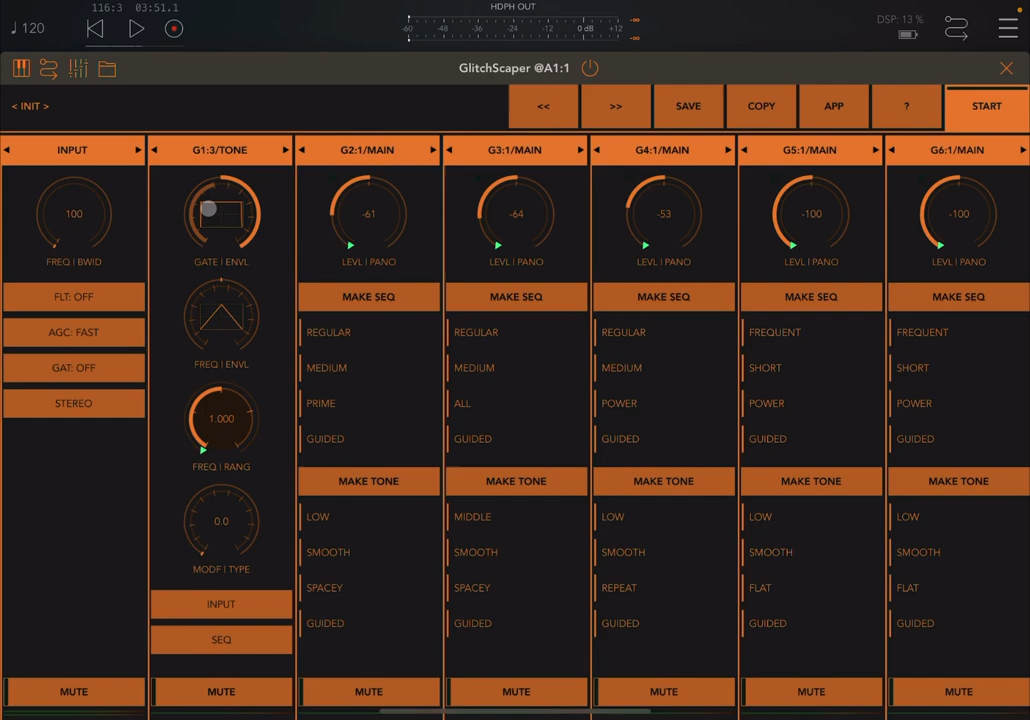 116:3 03:51.1
HDPH OUT
♩ 120
-60 -48 -36 -24 -12 0 dB +12
-∞
-∞
DSP: 13 %
GlitchScaper @A1:1
< INIT >
<<
>>
SAVE
COPY
APP
?
START
INPUT
G1:3/TONE
G2:1/MAIN
G3:1/MAIN
G4:1/MAIN
G5:1/MAIN
G6:1/MAIN
100
FREQ | BWID
FLT: OFF
AGC: FAST
GAT: OFF
STEREO
MUTE
GATE | ENVL
FREQ | ENVL
1.000
FREQ | RANG
0.0
MODF | TYPE
INPUT
SEQ
MUTE
-61
LEVL | PANO
MAKE SEQ
REGULAR
MEDIUM
PRIME
GUIDED
MAKE TONE
LOW
SMOOTH
SPACEY
GUIDED
MUTE
-64
LEVL | PANO
MAKE SEQ
REGULAR
MEDIUM
ALL
GUIDED
MAKE TONE
MIDDLE
SMOOTH
SPACEY
GUIDED
MUTE
-53
LEVL | PANO
MAKE SEQ
REGULAR
MEDIUM
POWER
GUIDED
MAKE TONE
LOW
SMOOTH
REPEAT
GUIDED
MUTE
-100
LEVL | PANO
MAKE SEQ
FREQUENT
SHORT
POWER
GUIDED
MAKE TONE
LOW
SMOOTH
FLAT
GUIDED
MUTE
-100
LEVL | PANO
MAKE SEQ
FREQUENT
SHORT
POWER
GUIDED
MAKE TONE
LOW
SMOOTH
FLAT
GUIDED
MUTE